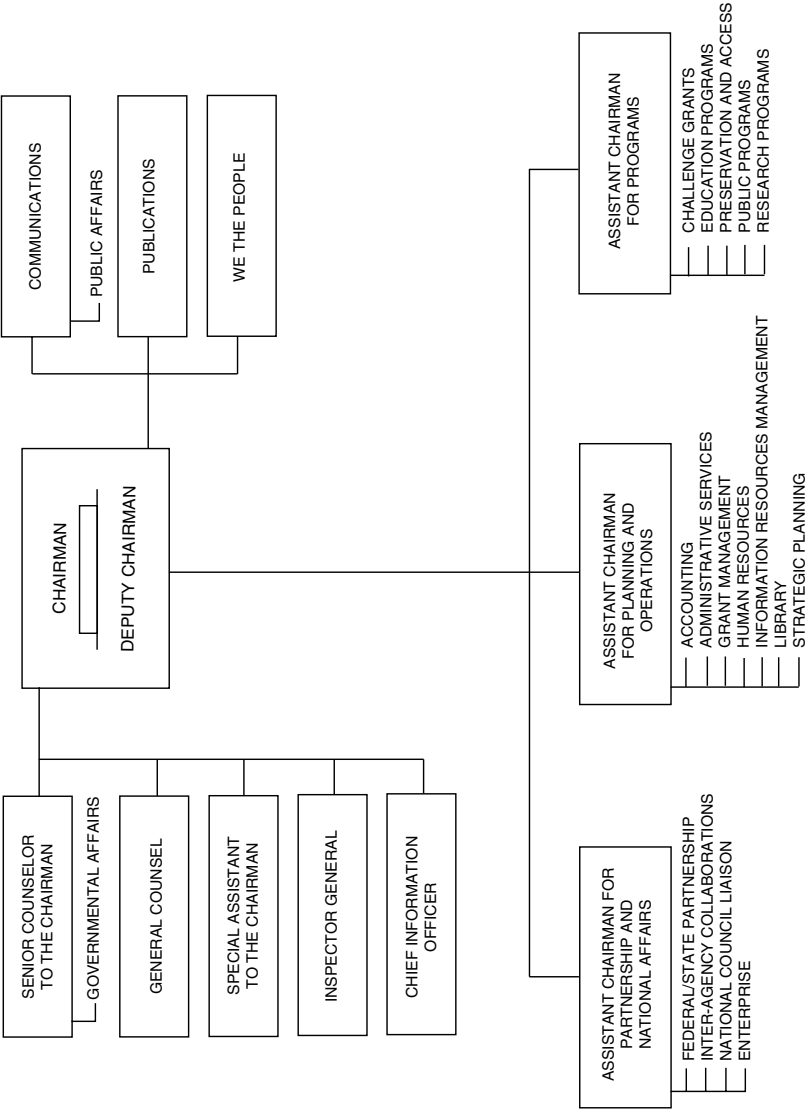 CHAIRMAN
DEPUTY CHAIRMAN
SENIOR COUNSELOR
TO THE CHAIRMAN
GOVERNMENTAL AFFAIRS
GENERAL COUNSEL
SPECIAL ASSISTANT
TO THE CHAIRMAN
INSPECTOR GENERAL
CHIEF INFORMATION
OFFICER
COMMUNICATIONS
PUBLIC AFFAIRS
PUBLICATIONS
WE THE PEOPLE
ASSISTANT CHAIRMAN FOR
PARTNERSHIP AND
NATIONAL AFFAIRS
FEDERAL/STATE PARTNERSHIP
INTER-AGENCY COLLABORATIONS
NATIONAL COUNCIL LIAISON
ENTERPRISE
ASSISTANT CHAIRMAN
FOR PLANNING AND
OPERATIONS
ACCOUNTING
ADMINISTRATIVE SERVICES
GRANT MANAGEMENT
HUMAN RESOURCES
INFORMATION RESOURCES MANAGEMENT
LIBRARY
STRATEGIC PLANNING
ASSISTANT CHAIRMAN
FOR PROGRAMS
CHALLENGE GRANTS
EDUCATION PROGRAMS
PRESERVATION AND ACCESS
PUBLIC PROGRAMS
RESEARCH PROGRAMS